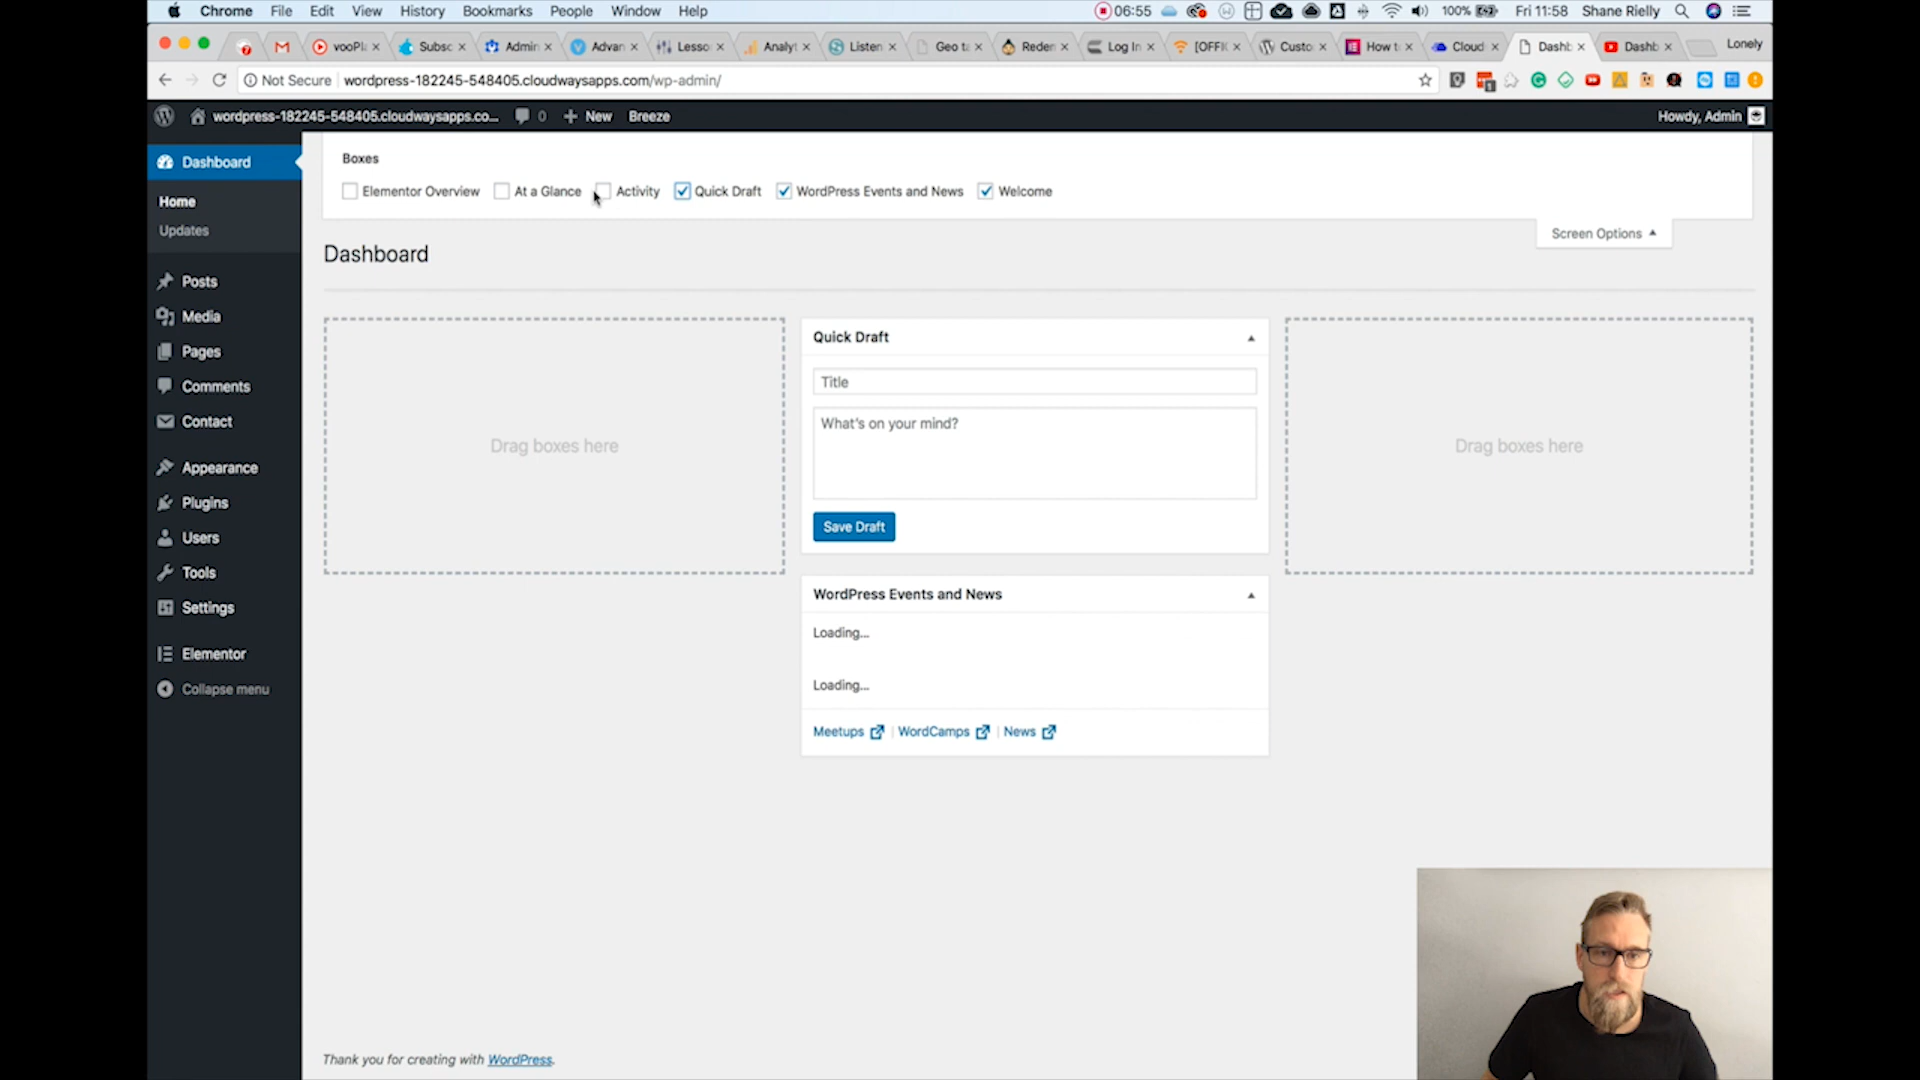 Chrome File Edit View History Bookmarks People Window Help 06:55 100% Fri 11:58 Shane Rielly
vooPl Subsc Admin Advan Lesso Analyt Listen Geo t Reden Log In [OFFI Custo How t Cloud Dashb Dashb Lonely
Not Secure wordpress-182245-548405.cloudwaysapps.com/wp-admin/
wordpress-182245-548405.cloudwaysapps.co... 0 New Breeze Howdy, Admin
Dashboard
Home
Updates
Posts
Media
Pages
Comments
Contact
Appearance
Plugins
Users
Tools
Settings
Elementor
Collapse menu
Boxes
Elementor Overview At a Glance Activity Quick Draft WordPress Events and News Welcome
Screen Options
Dashboard
Drag boxes here
Quick Draft
Title
What's on your mind?
Save Draft
WordPress Events and News
Loading...
Loading...
Meetups | WordCamps | News
Drag boxes here
Thank you for creating with WordPress.